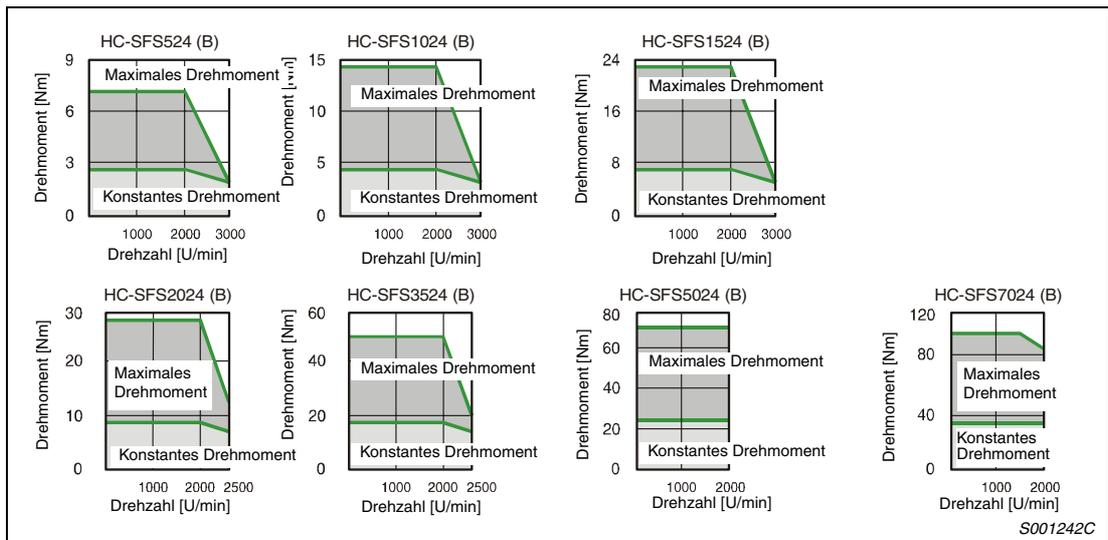 HC-SFS524 (B)
9
6
3
0
Drehmoment [Nm]
Maximales Drehmoment
Konstantes Drehmoment
1000 2000 3000
Drehzahl [U/min]
HC-SFS1024 (B)
15
10
5
0
Drehmoment [Nm]
Maximales Drehmoment
Konstantes Drehmoment
1000 2000 3000
Drehzahl [U/min]
HC-SFS1524 (B)
24
16
8
0
Drehmoment [Nm]
Maximales Drehmoment
Konstantes Drehmoment
1000 2000 3000
Drehzahl [U/min]
HC-SFS2024 (B)
30
20
10
0
Drehmoment [Nm]
Maximales
Drehmoment
Konstantes Drehmoment
1000 2000 2500
Drehzahl [U/min]
HC-SFS3524 (B)
60
40
20
0
Drehmoment [Nm]
Maximales Drehmoment
Konstantes Drehmoment
1000 2000 2500
Drehzahl [U/min]
HC-SFS5024 (B)
80
60
40
20
0
Drehmoment [Nm]
Maximales Drehmoment
Konstantes Drehmoment
1000 2000
Drehzahl [U/min]
HC-SFS7024 (B)
120
80
40
0
Drehmoment [Nm]
Maximales
Drehmoment
Konstantes
Drehmoment
1000 2000
Drehzahl [U/min]
S001242C